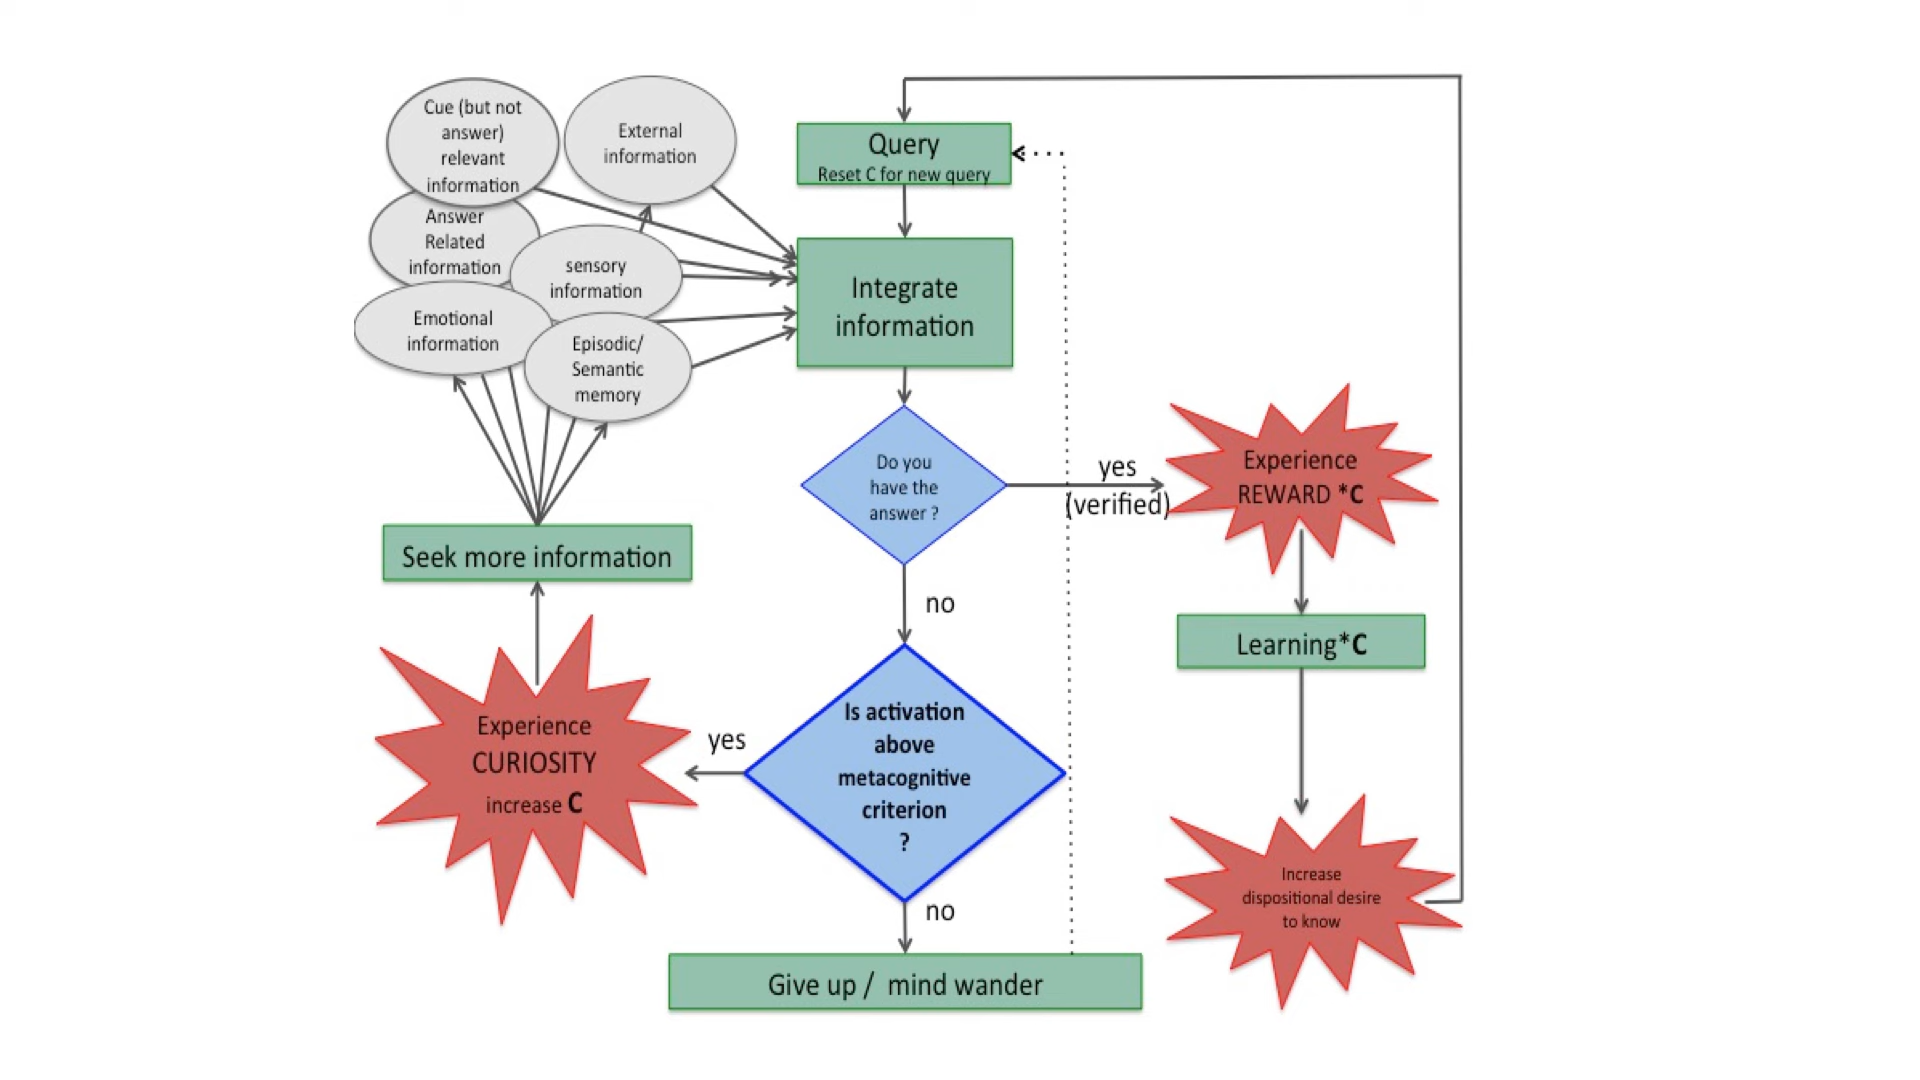 Cue (but not
answer)
relevant
information
External
information
Answer
Related
information
sensory
information
Emotional
information
Episodic/
Semantic
memory
Query
Reset C for new query
Integrate
information
Do you
have the
answer ?
yes
(verified)
Experience
REWARD *C
no
Learning*C
Seek more information
Is activation
above
metacognitive
criterion
?
yes
Experience
CURIOSITY
increase C
no
Increase
dispositional desire
to know
Give up / mind wander